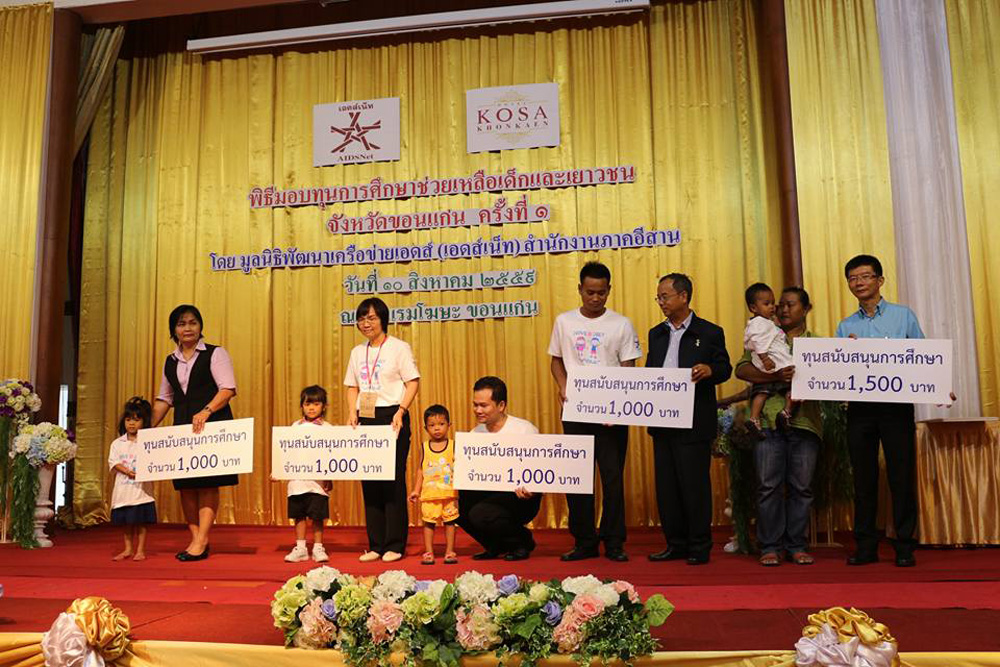 เอดส์เน็ท
AIDSNet
HOTEL
KOSA
KHONKAEN
พิธีมอบทุนการศึกษาช่วยเหลือเด็กและเยาวชน
จังหวัดขอนแก่น ครั้งที่ ๑
โดย มูลนิธิพัฒนาเครือข่ายเอดส์ (เอดส์เน็ท) สำนักงานภาคอีสาน
วันที่ ๑๐ สิงหาคม ๒๕๕๙
ณ แรมโฆษะ ขอนแก่น
ทุนสนับสนุนการศึกษา
จำนวน 1,000 บาท
ทุนสนับสนุนการศึกษา
จำนวน 1,000 บาท
ทุนสนับสนุนการศึกษา
จำนวน 1,000 บาท
ทุนสนับสนุนการศึกษา
จำนวน 1,000 บาท
ทุนสนับสนุนการศึกษา
จำนวน 1,500 บาท